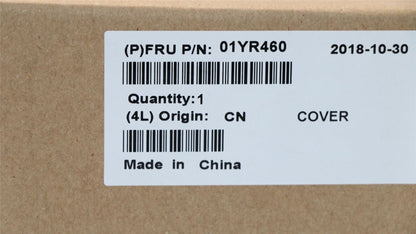 (P)FRU P/N: 01YR460 2018-10-30
Quantity:1
(4L) Origin: CN COVER
Made in China